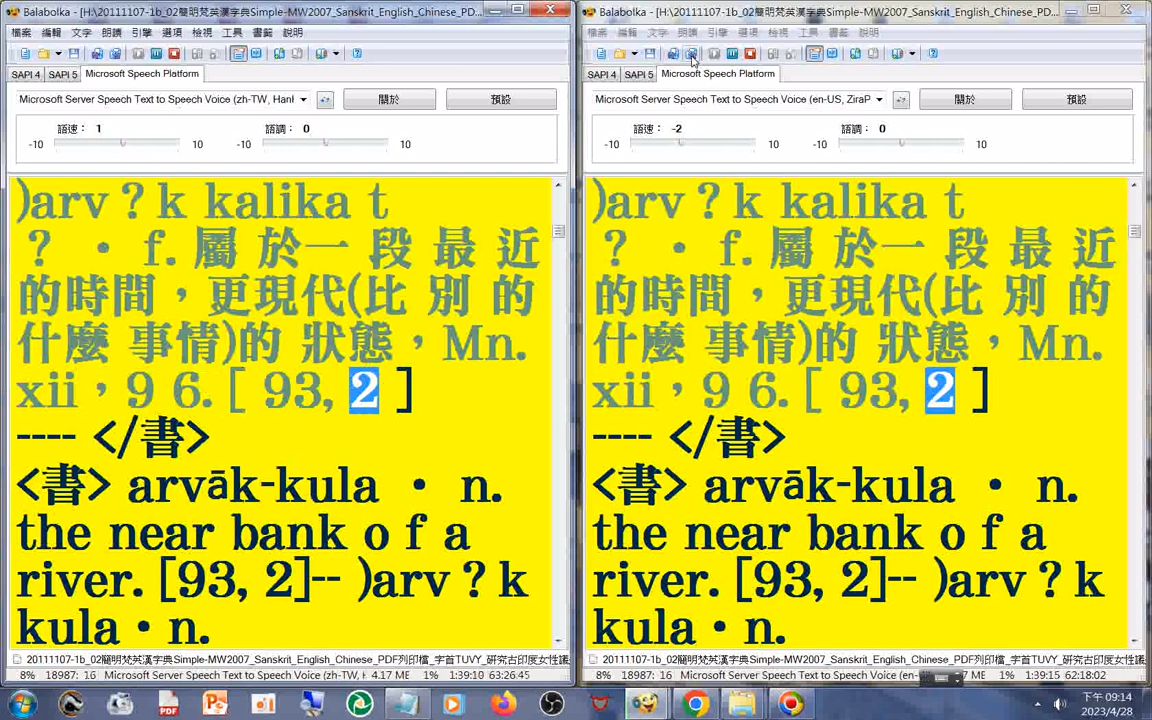 Balabolka - [H:\20111107-1b_02簡明梵英漢字典Simple-MW2007_Sanskrit_English_Chinese_PD...
檔案 編輯 文字 朗讀 引擎 選項 檢視 工具 書籤 說明
SAPI 4 SAPI 5 Microsoft Speech Platform
Microsoft Server Speech Text to Speech Voice (zh-TW, Han 關於 預設
語速： 1 語調： 0
-10 10 -10 10
)arv ? k kalika t
? • f. 屬 於一 段 最 近
的時間，更現代(比 別 的
什麼 事情)的 狀態，Mn.
xii，9 6. [ 93, 2 ]
---- </書>
<書> arvāk-kula • n.
the near bank o f a
river. [93, 2]-- )arv ? k
kula • n.
20111107-1b_02簡明梵英漢字典Simple-MW2007_Sanskrit_English_Chinese_PDF列印檔_字首TUVY_研究古印度女性議
8% 18987: 16 Microsoft Server Speech Text to Speech Voice (zh-TW, H 4.17 MB 1% 1:39:10 63:26:45
Balabolka - [H:\20111107-1b_02簡明梵英漢字典Simple-MW2007_Sanskrit_English_Chinese_PD...
檔案 編輯 文字 朗讀 引擎 選項 檢視 工具 書籤 說明
SAPI 4 SAPI 5 Microsoft Speech Platform
Microsoft Server Speech Text to Speech Voice (en-US, ZiraP 關於 預設
語速： -2 語調： 0
-10 10 -10 10
)arv ? k kalika t
? • f. 屬 於一 段 最 近
的時間，更現代(比 別 的
什麼 事情)的 狀態，Mn.
xii，9 6. [ 93, 2 ]
---- </書>
<書> arvāk-kula • n.
the near bank o f a
river. [93, 2]-- )arv ? k
kula • n.
20111107-1b_02簡明梵英漢字典Simple-MW2007_Sanskrit_English_Chinese_PDF列印檔_字首TUVY_研究古印度女性議
8% 18987: 16 Microsoft Server Speech Text to Speech Voice (en 1% 1:39:15 62:18:02
PDF
下午 09:14
2023/4/28